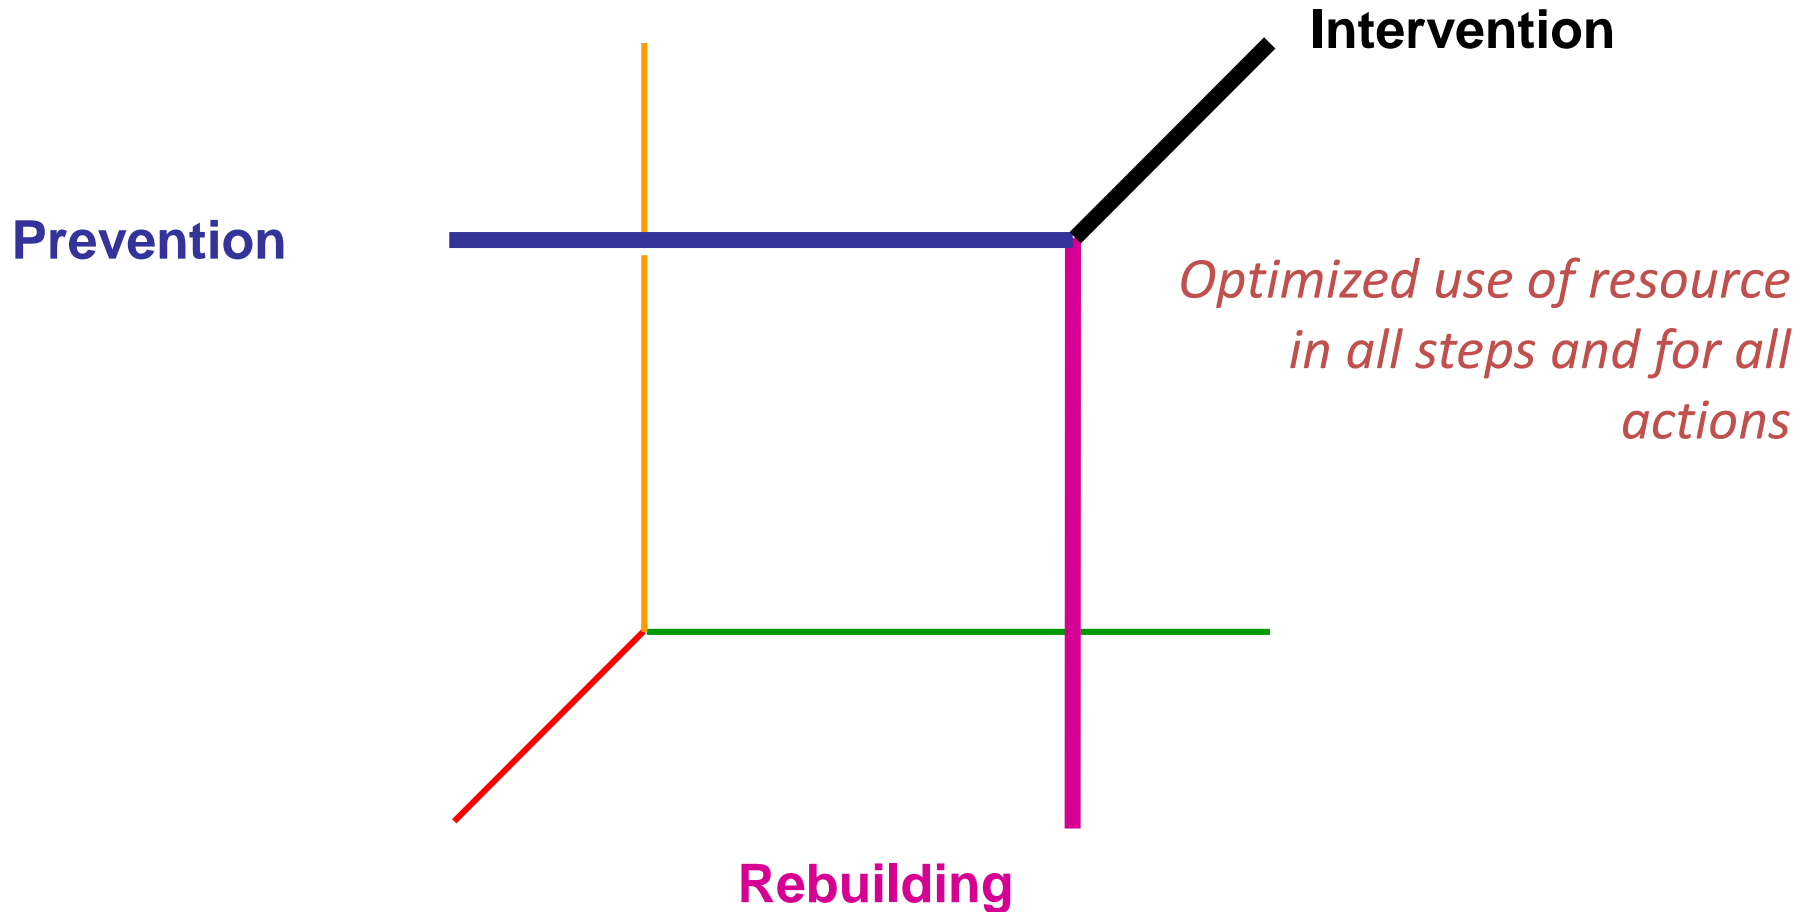 Intervention
Prevention
Optimized use of resource
in all steps and for all
actions
Rebuilding